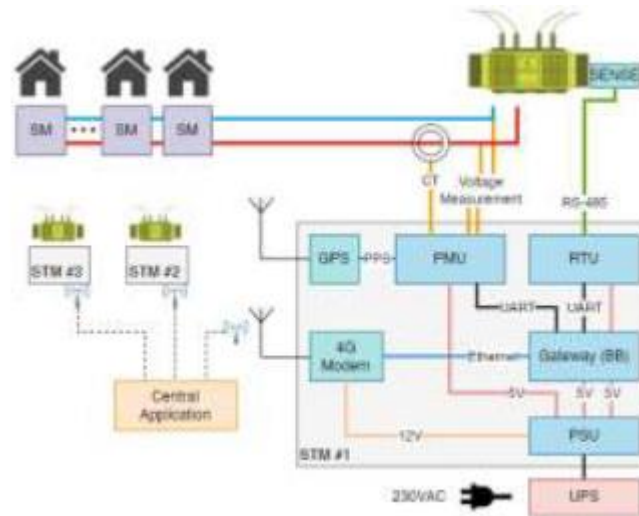 SENSE
SM
SM
SM
CT
Voltage
Measurement
RS-485
STM #3
STM #2
GPS
PPS
PMU
RTU
UART
UART
4G
Modem
Ethernet
Gateway (BB)
Central
Application
5V
5V
5V
12V
PSU
STM #1
230VAC
UPS